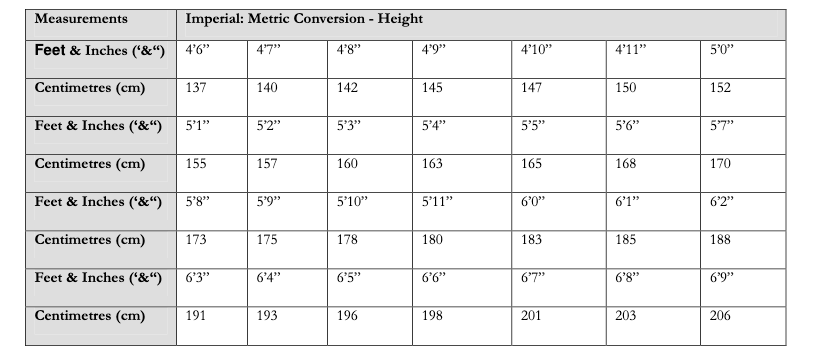 Measurements Imperial: Metric Conversion - Height
Feet & Inches (‘&“) 4’6” 4’7” 4’8” 4’9” 4’10” 4’11” 5’0”
Centimetres (cm) 137 140 142 145 147 150 152
Feet & Inches (‘&“) 5’1” 5’2” 5’3” 5’4” 5’5” 5’6” 5’7”
Centimetres (cm) 155 157 160 163 165 168 170
Feet & Inches (‘&“) 5’8” 5’9” 5’10” 5’11” 6’0” 6’1” 6’2”
Centimetres (cm) 173 175 178 180 183 185 188
Feet & Inches (‘&“) 6’3” 6’4” 6’5” 6’6” 6’7” 6’8” 6’9”
Centimetres (cm) 191 193 196 198 201 203 206